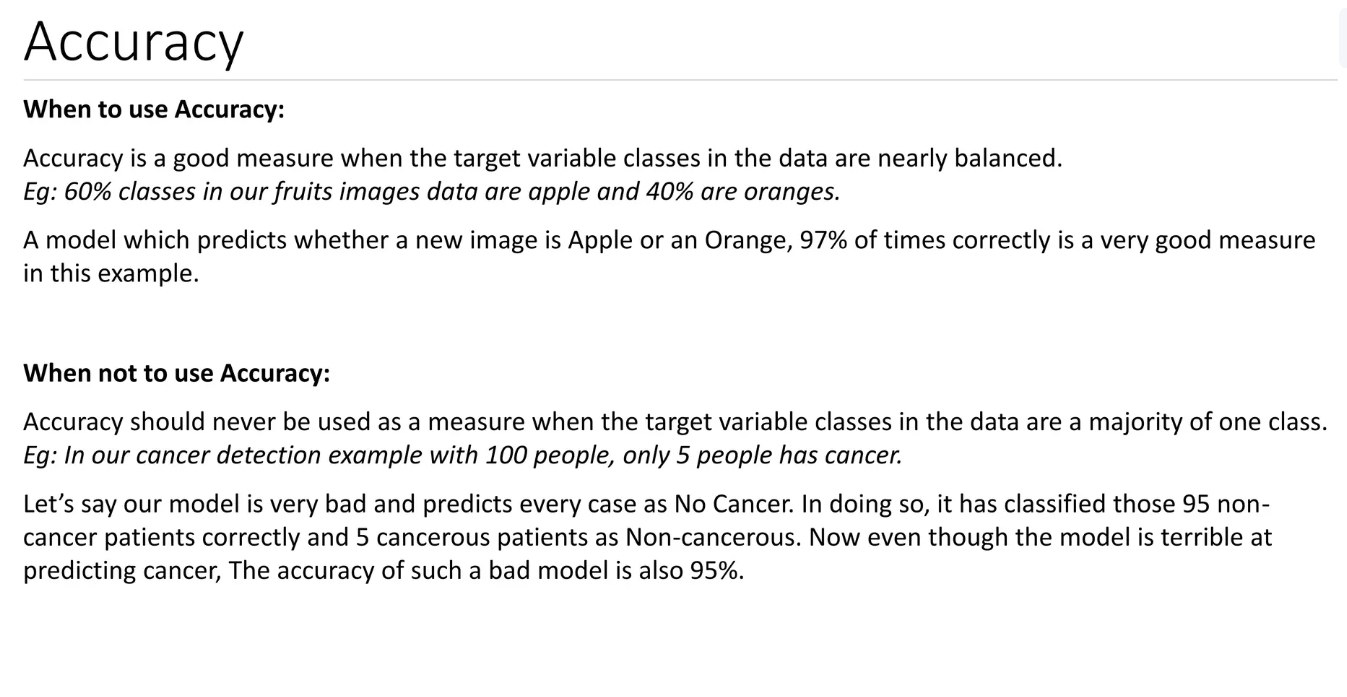 Accuracy
When to use Accuracy:
Accuracy is a good measure when the target variable classes in the data are nearly balanced.
Eg: 60% classes in our fruits images data are apple and 40% are oranges.
A model which predicts whether a new image is Apple or an Orange, 97% of times correctly is a very good measure
in this example.
When not to use Accuracy:
Accuracy should never be used as a measure when the target variable classes in the data are a majority of one class.
Eg: In our cancer detection example with 100 people, only 5 people has cancer.
Let’s say our model is very bad and predicts every case as No Cancer. In doing so, it has classified those 95 non-
cancer patients correctly and 5 cancerous patients as Non-cancerous. Now even though the model is terrible at
predicting cancer, The accuracy of such a bad model is also 95%.